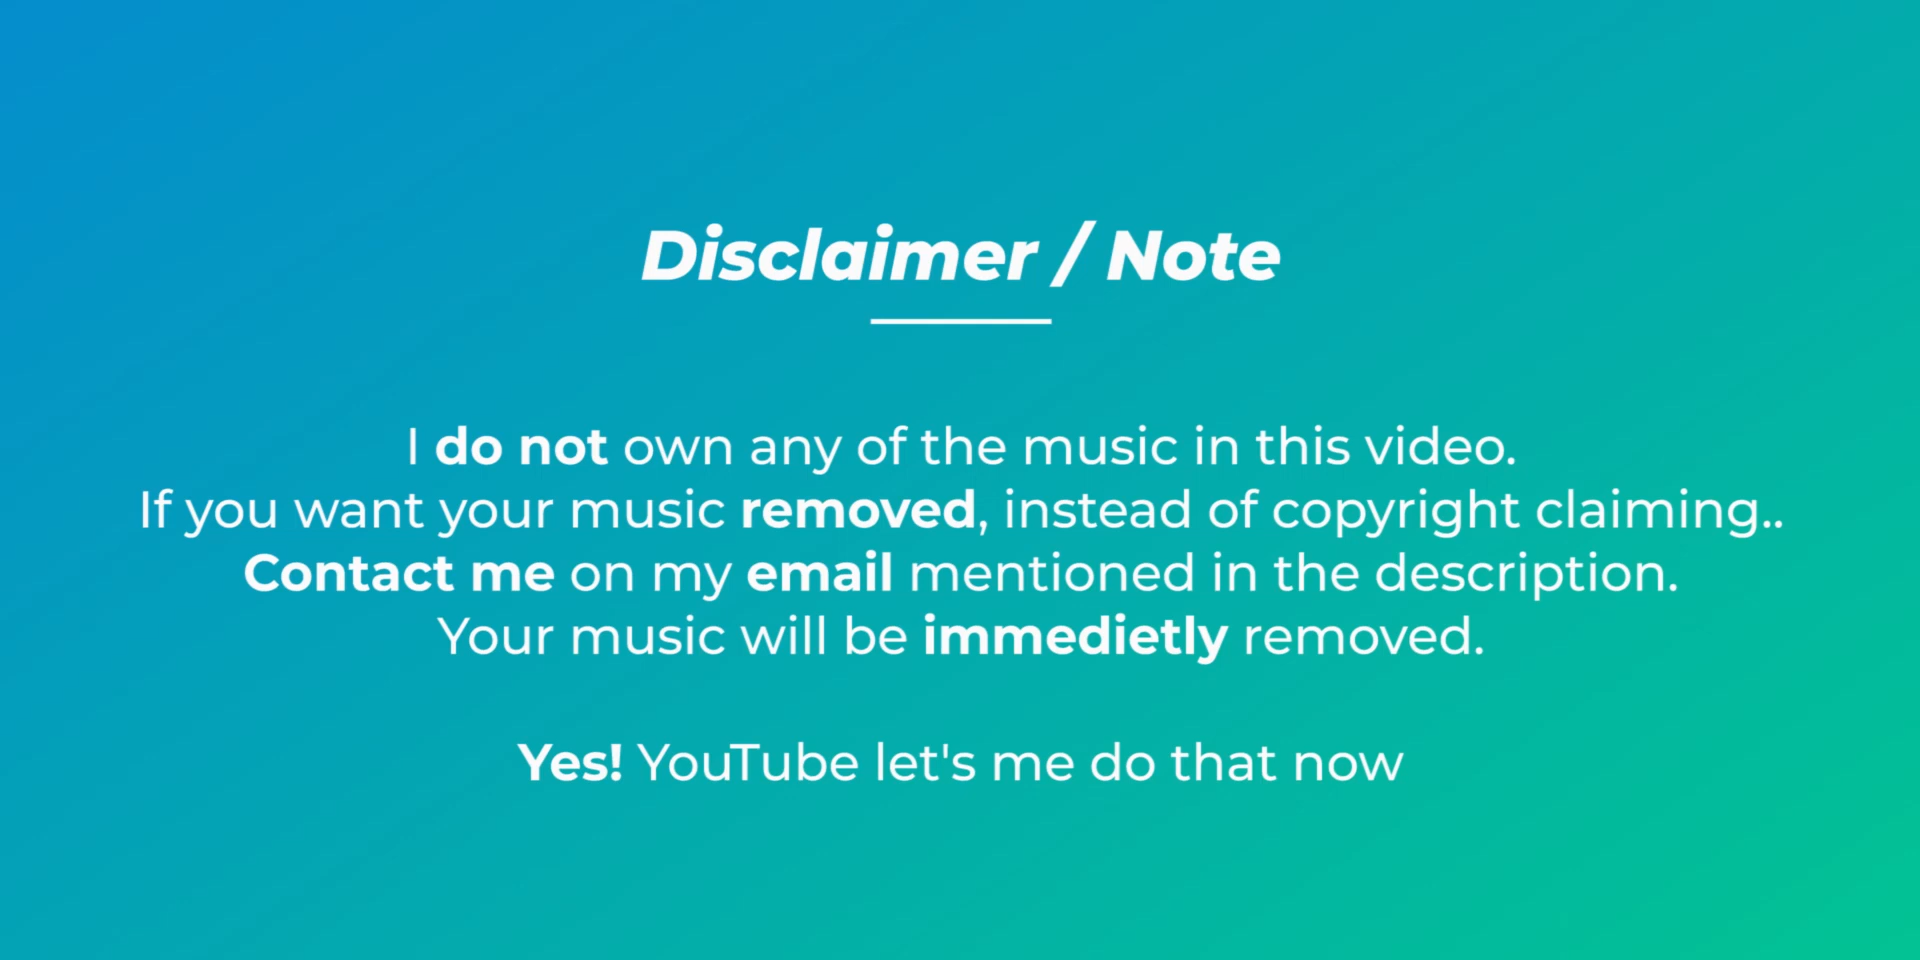 Disclaimer / Note
I do not own any of the music in this video.
If you want your music removed, instead of copyright claiming..
Contact me on my email mentioned in the description.
Your music will be immedietly removed.
Yes! YouTube let's me do that now